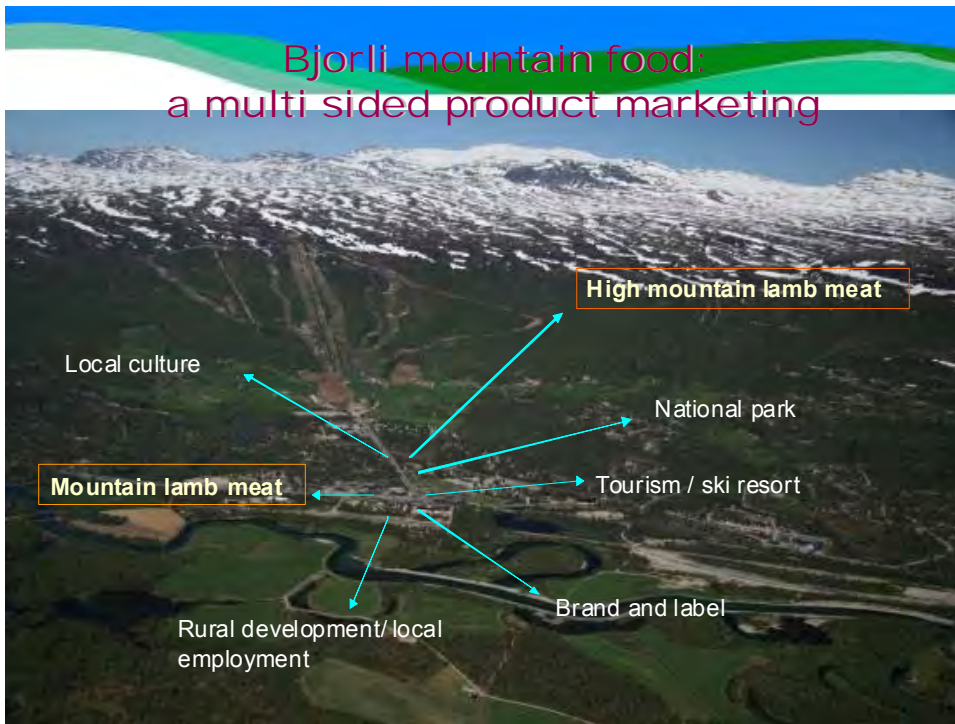 Bjorli mountain food:
a multi sided product marketing
High mountain lamb meat
Local culture
National park
Mountain lamb meat
Tourism / ski resort
Brand and label
Rural development/ local
employment